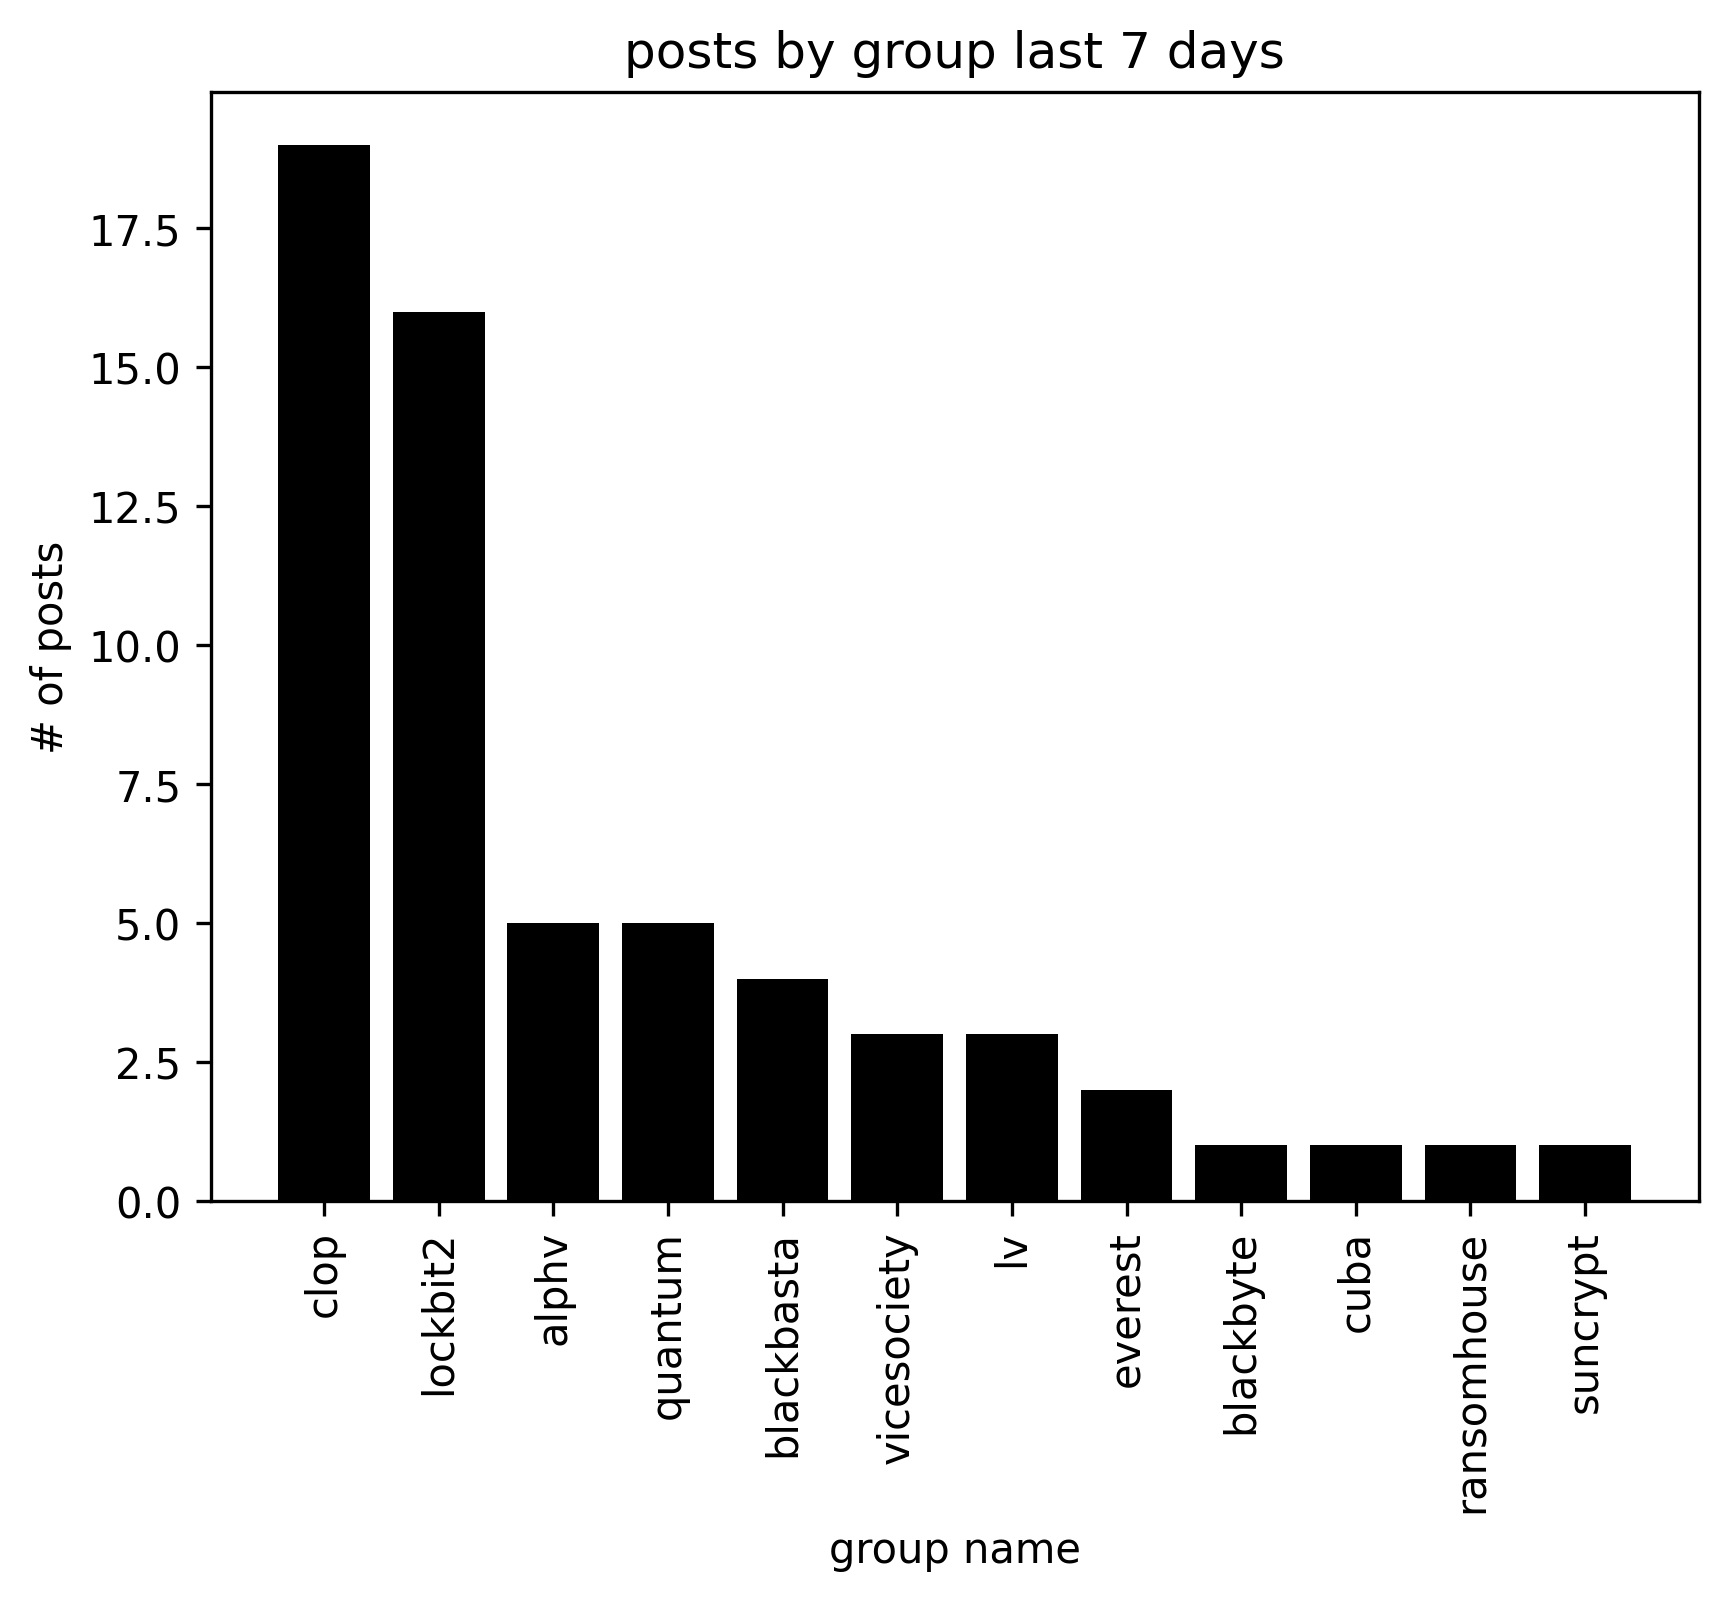 posts by group last 7 days
# of posts
17.5
15.0
12.5
10.0
7.5
5.0
2.5
0.0
clop
lockbit2
alphv
quantum
blackbasta
vicesociety
lv
everest
blackbyte
cuba
ransomhouse
suncrypt
group name